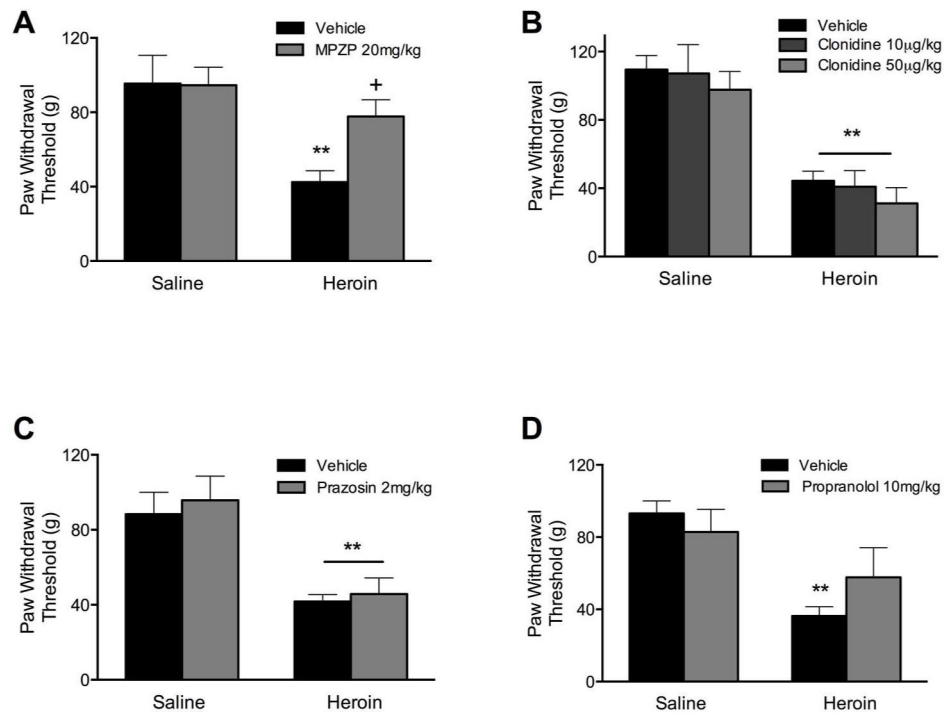 A
Vehicle
MPZP 20mg/kg
Paw Withdrawal
Threshold (g)
120
80
40
0
+
**
Saline
Heroin
B
Vehicle
Clonidine 10µg/kg
Clonidine 50µg/kg
Paw Withdrawal
Threshold (g)
120
80
40
0
**
Saline
Heroin
C
Vehicle
Prazosin 2mg/kg
Paw Withdrawal
Threshold (g)
120
80
40
0
**
Saline
Heroin
D
Vehicle
Propranolol 10mg/kg
Paw Withdrawal
Threshold (g)
120
80
40
0
**
Saline
Heroin